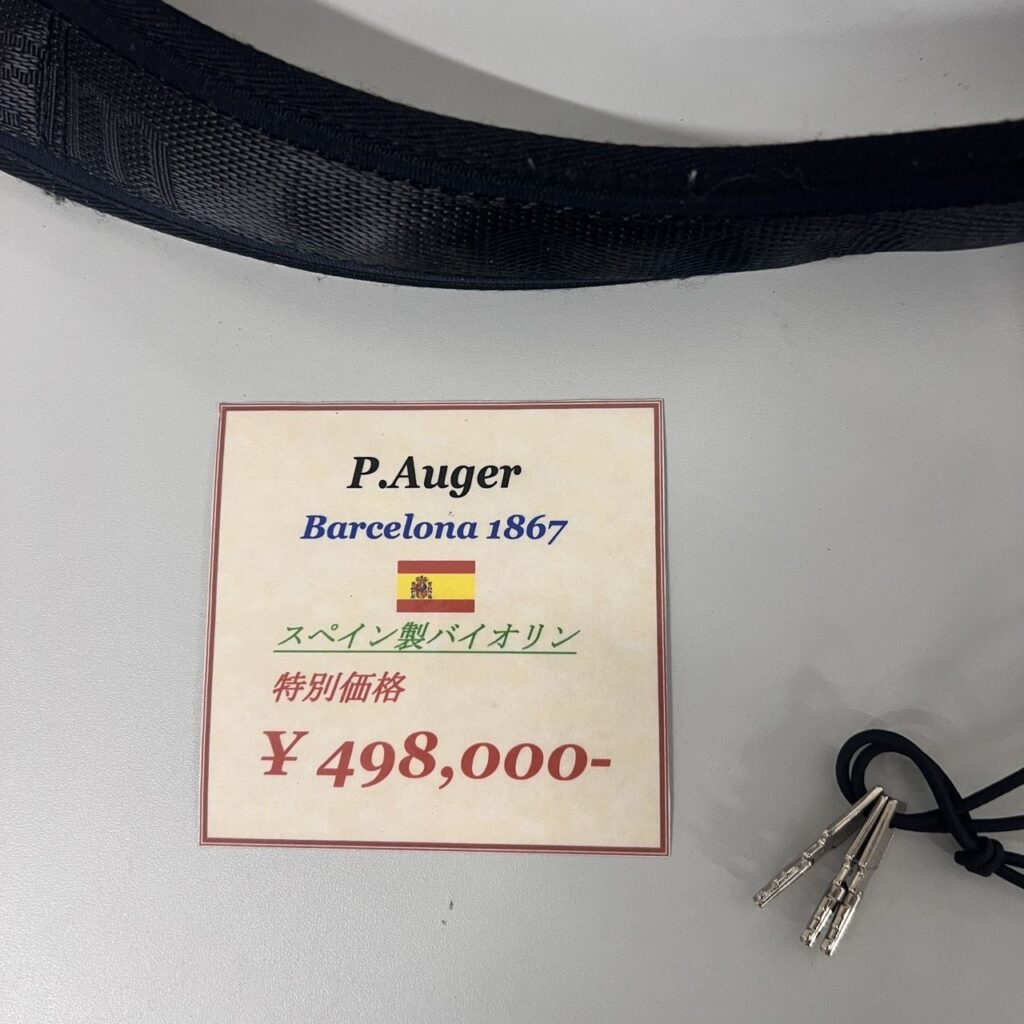 P.Auger
Barcelona 1867
スペイン製バイオリン
特別価格
¥ 498,000-